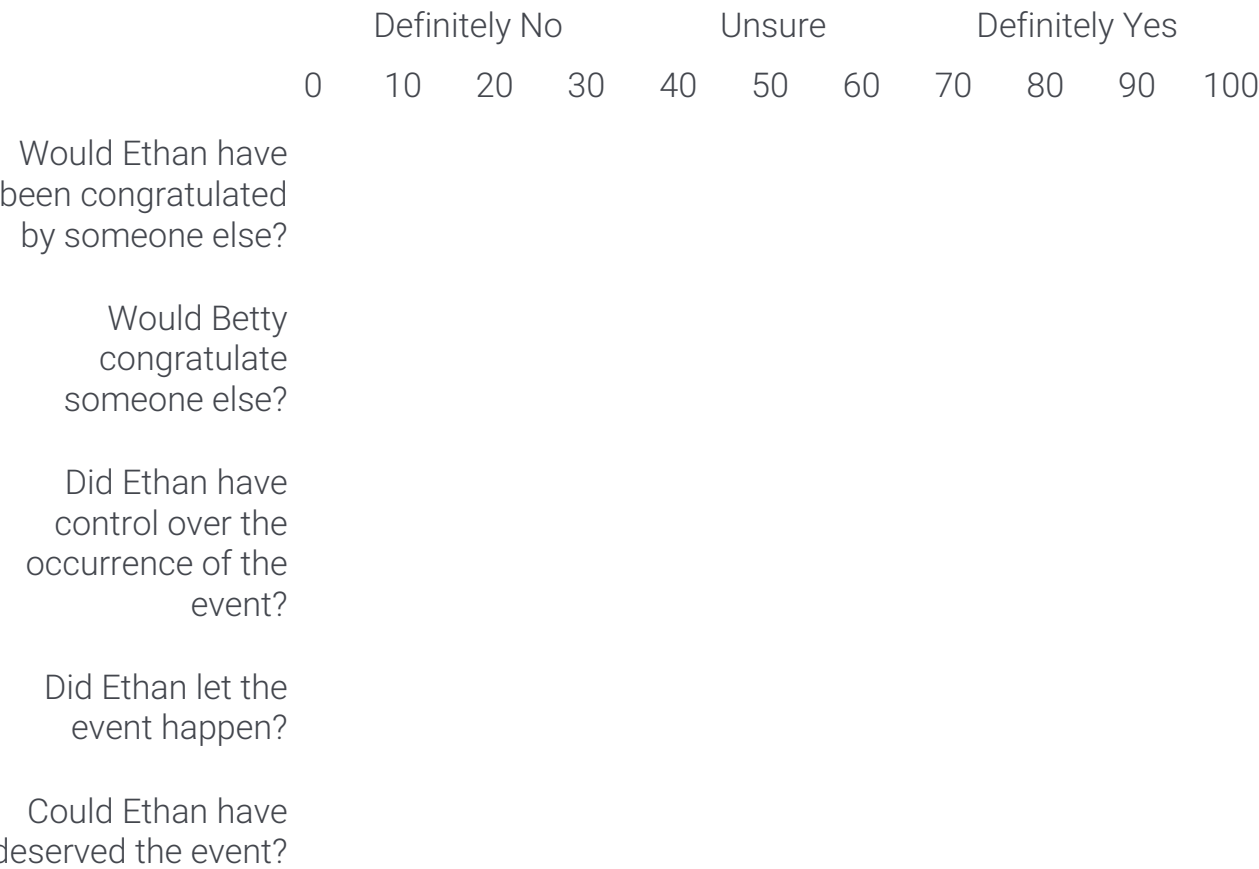 Definitely No Unsure Definitely Yes
0 10 20 30 40 50 60 70 80 90 100
Would Ethan have
been congratulated
by someone else?
Would Betty
congratulate
someone else?
Did Ethan have
control over the
occurrence of the
event?
Did Ethan let the
event happen?
Could Ethan have
deserved the event?